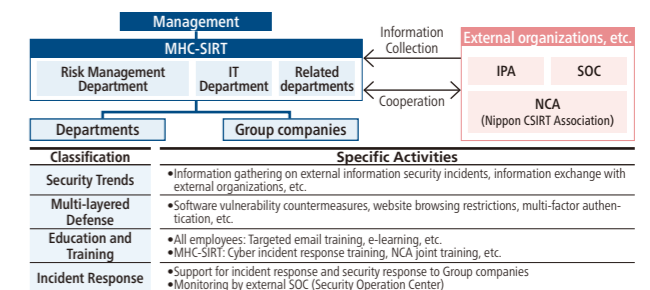 Management
MHC-SIRT
Risk Management
Department
IT
Department
Related
departments
Departments
Group companies
Information
Collection
Cooperation
External organizations, etc.
IPA
SOC
NCA
(Nippon CSIRT Association)
Classification
Specific Activities
Security Trends
•Information gathering on external information security incidents, information exchange with
external organizations, etc.
Multi-layered
Defense
•Software vulnerability countermeasures, website browsing restrictions, multi-factor authen-
tication, etc.
Education and
Training
•All employees: Targeted email training, e-learning, etc.
•MHC-SIRT: Cyber incident response training, NCA joint training, etc.
Incident Response
•Support for incident response and security response to Group companies
•Monitoring by external SOC (Security Operation Center)